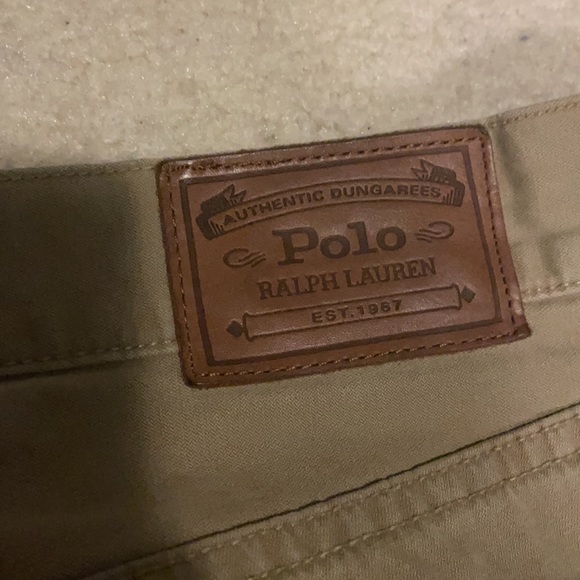 AUTHENTIC DUNGAREES
Polo
RALPH LAUREN
EST. 1967